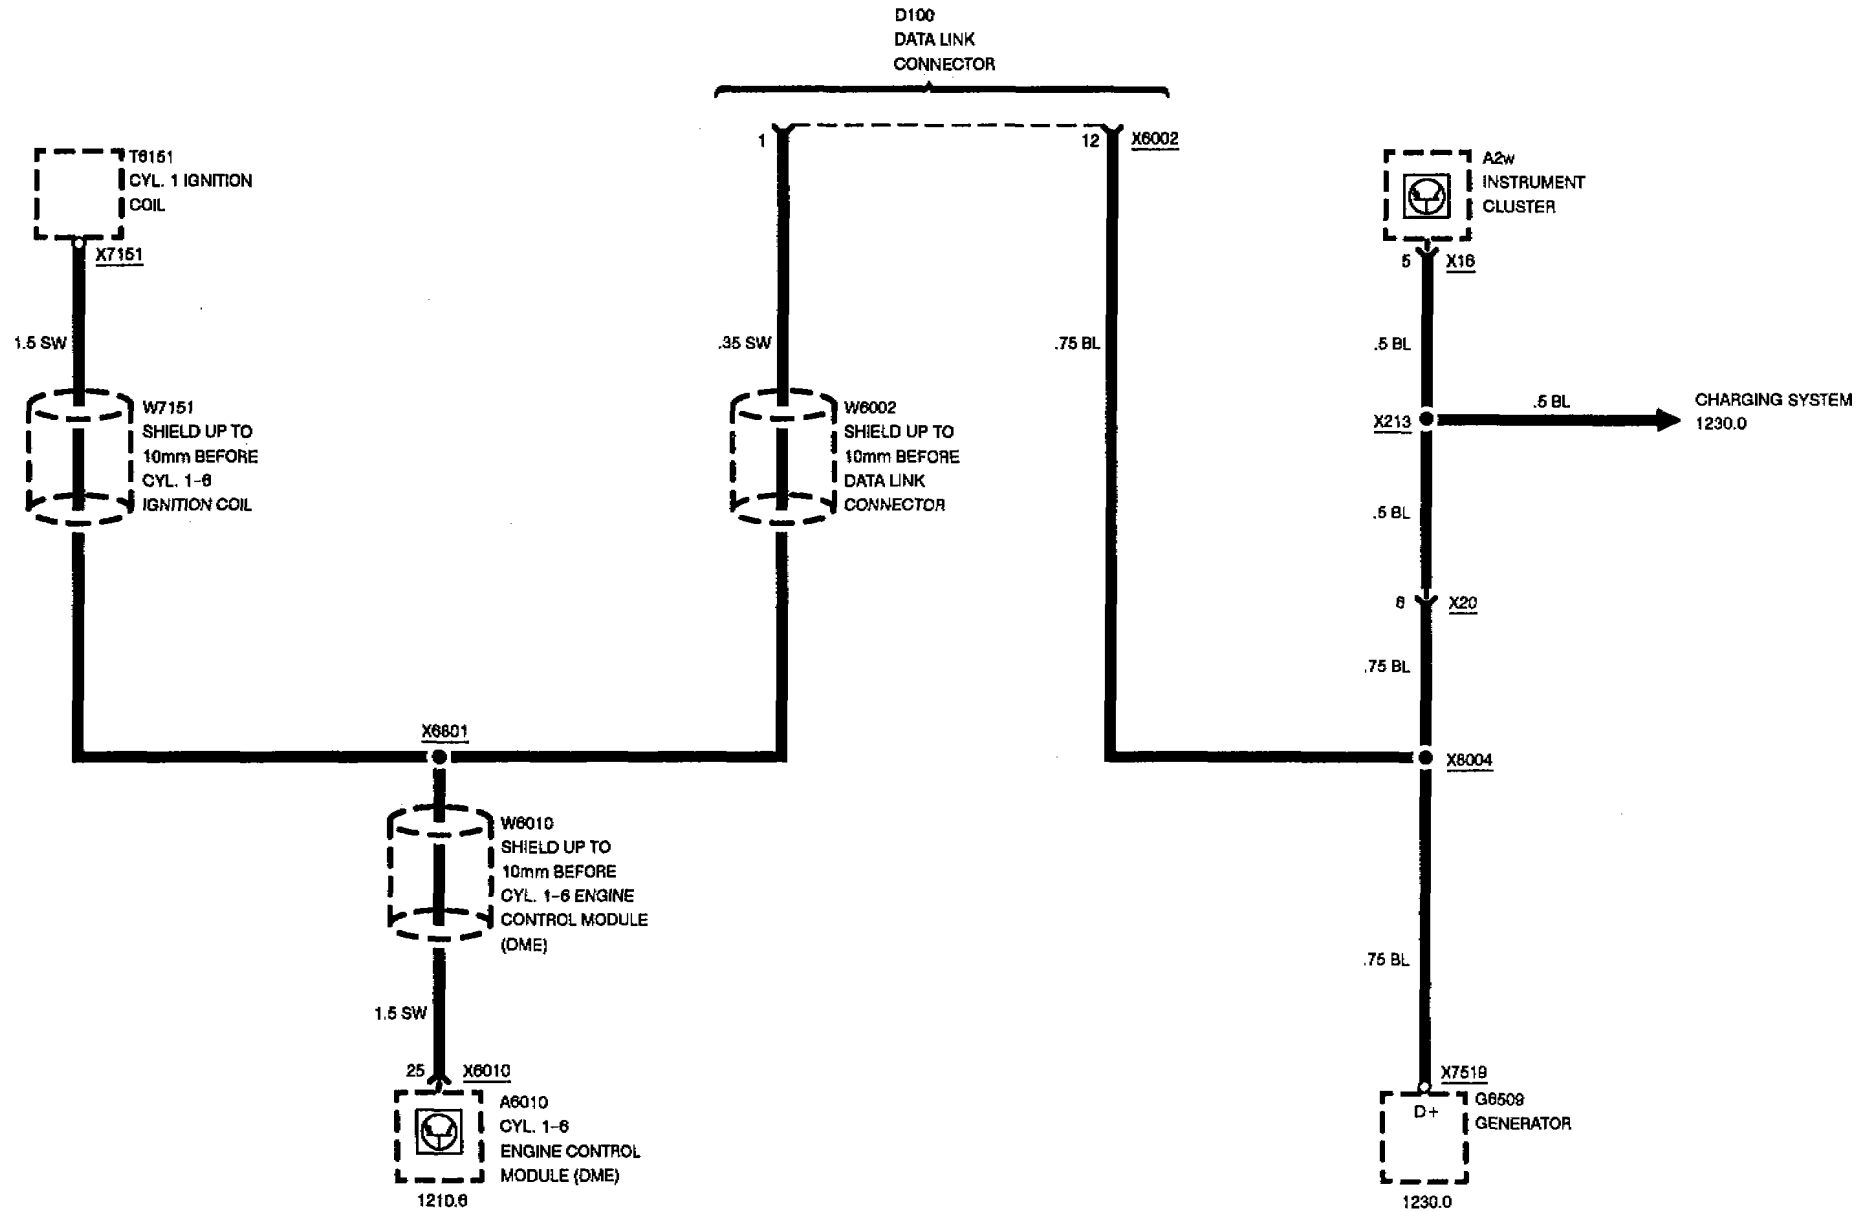 D100
DATA LINK
CONNECTOR
1
12
X6002
T6151
CYL. 1 IGNITION
COIL
X7151
A2w
INSTRUMENT
CLUSTER
5
X16
1.5 SW
.35 SW
.75 BL
.5 BL
W7151
SHIELD UP TO
10mm BEFORE
CYL. 1-6
IGNITION COIL
W6002
SHIELD UP TO
10mm BEFORE
DATA LINK
CONNECTOR
X213
.5 BL
CHARGING SYSTEM
1230.0
.5 BL
6
X20
.75 BL
X6801
X6004
W6010
SHIELD UP TO
10mm BEFORE
CYL. 1-6 ENGINE
CONTROL MODULE
(DME)
.75 BL
1.5 SW
25
X6010
A6010
CYL. 1-6
ENGINE CONTROL
MODULE (DME)
1210.6
X7519
D+
G6509
GENERATOR
1230.0